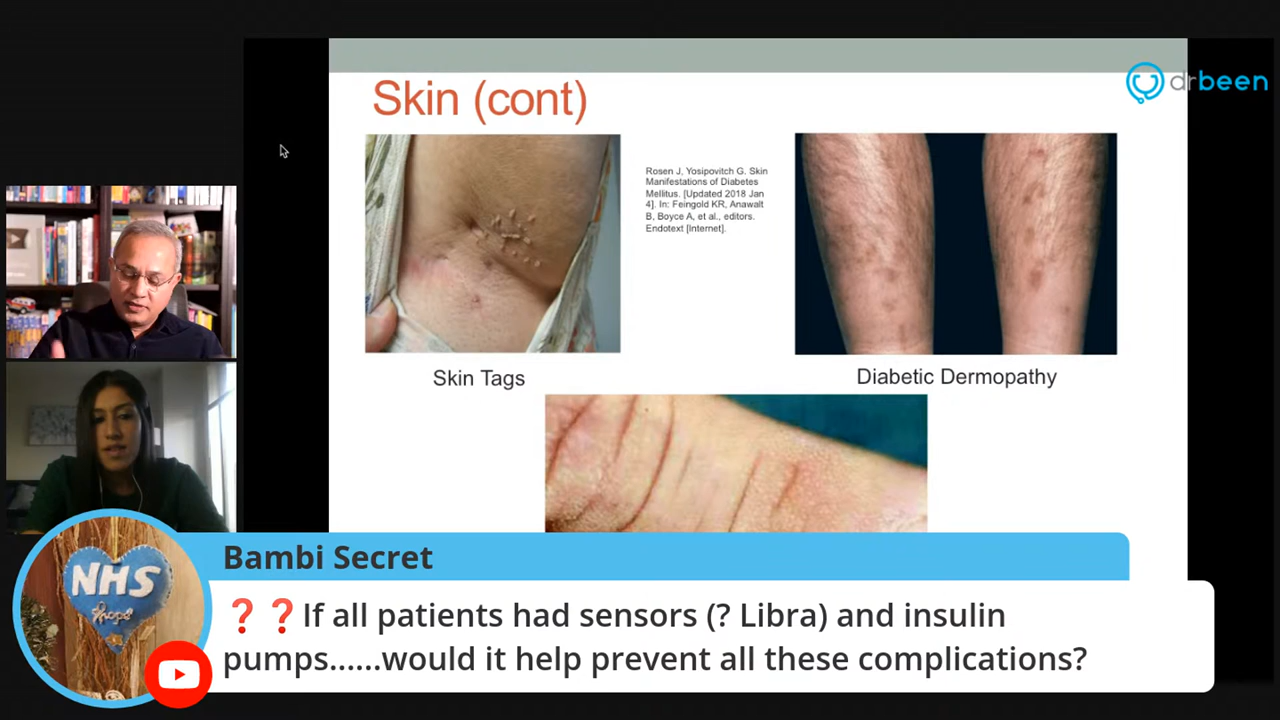 drbeen
Skin (cont)
Rosen J, Yosipovitch G. Skin
Manifestations of Diabetes
Mellitus. [Updated 2018 Jan
4]. In: Feingold KR, Anawalt
B, Boyce A, et al., editors.
Endotext [Internet].
Skin Tags
Diabetic Dermopathy
NHS
hope
Bambi Secret
❓❓If all patients had sensors (? Libra) and insulin
pumps......would it help prevent all these complications?